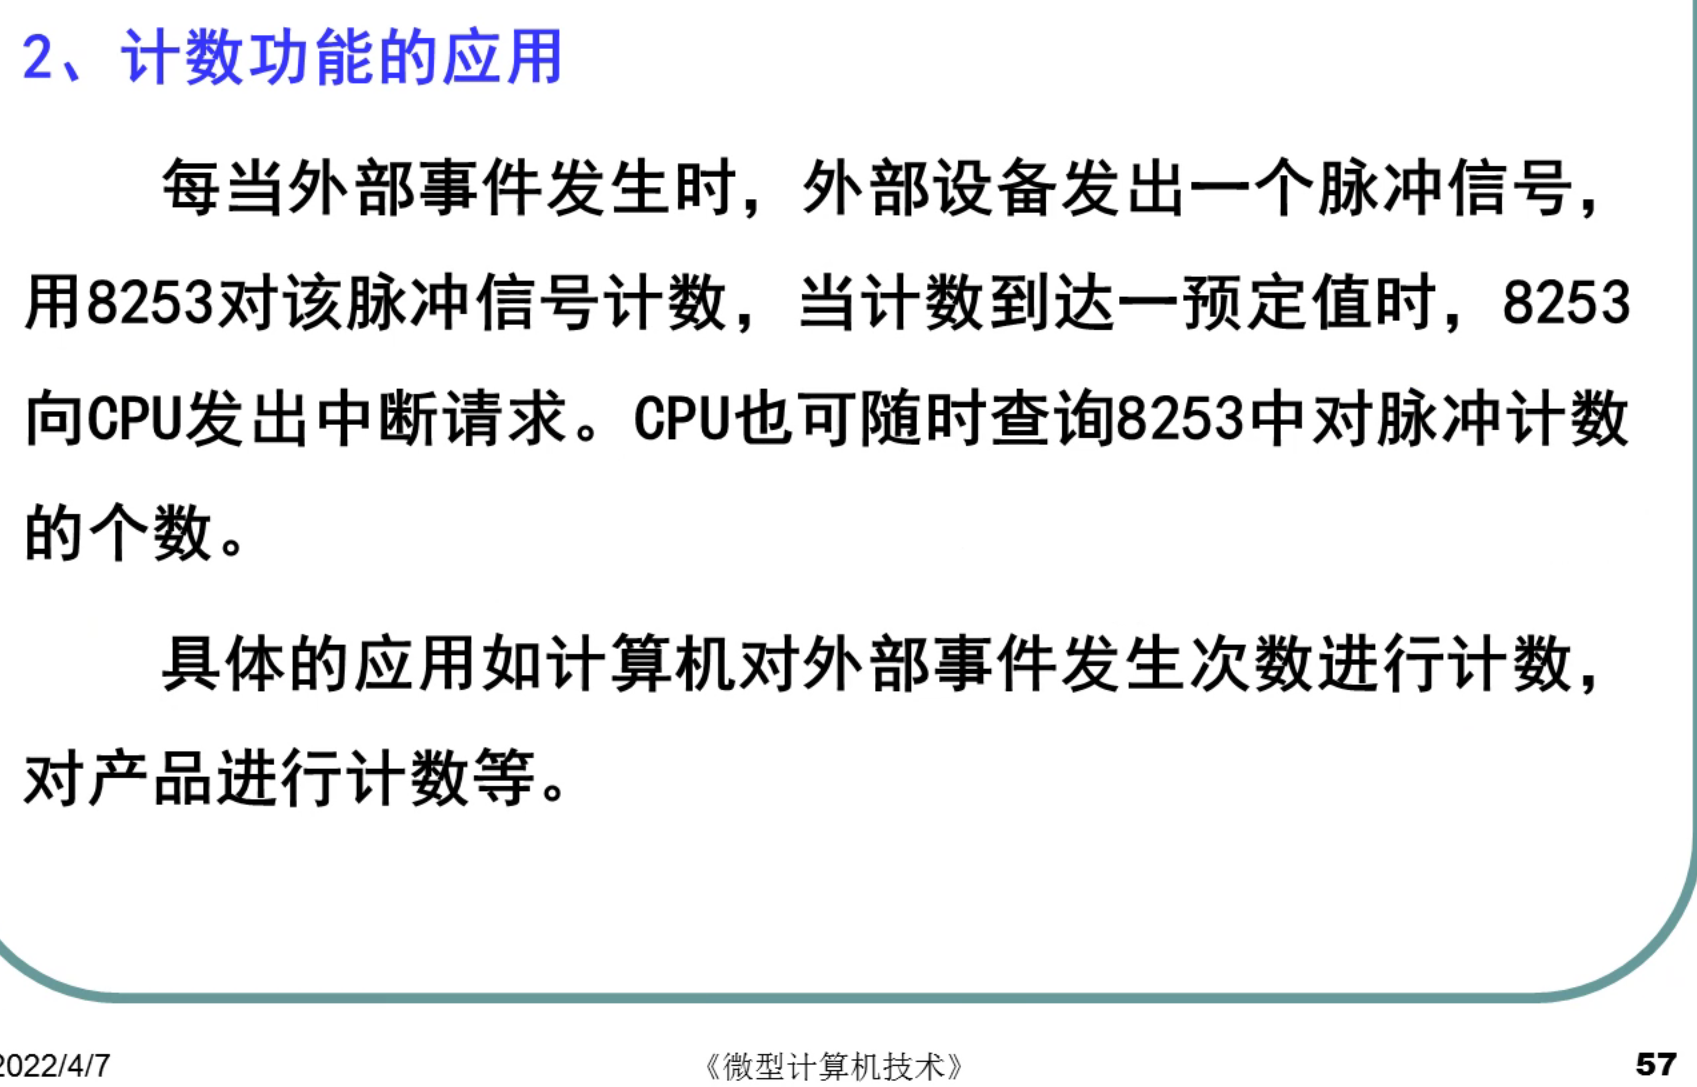 2、计数功能的应用
每当外部事件发生时，外部设备发出一个脉冲信号，
用8253对该脉冲信号计数，当计数到达一预定值时，8253
向CPU发出中断请求。CPU也可随时查询8253中对脉冲计数
的个数。
具体的应用如计算机对外部事件发生次数进行计数，
对产品进行计数等。
2022/4/7
《微型计算机技术》
57